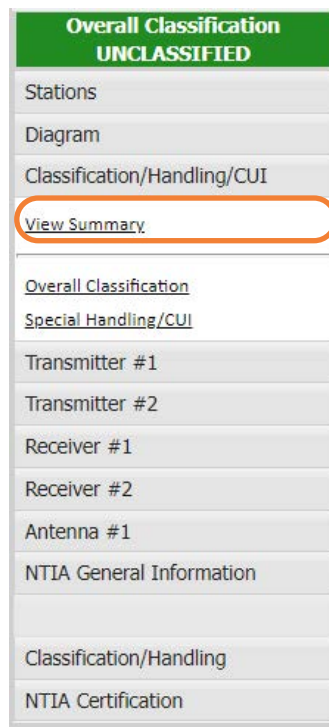 Overall Classification
UNCLASSIFIED
Stations
Diagram
Classification/Handling/CUI
View Summary
Overall Classification
Special Handling/CUI
Transmitter #1
Transmitter #2
Receiver #1
Receiver #2
Antenna #1
NTIA General Information
Classification/Handling
NTIA Certification